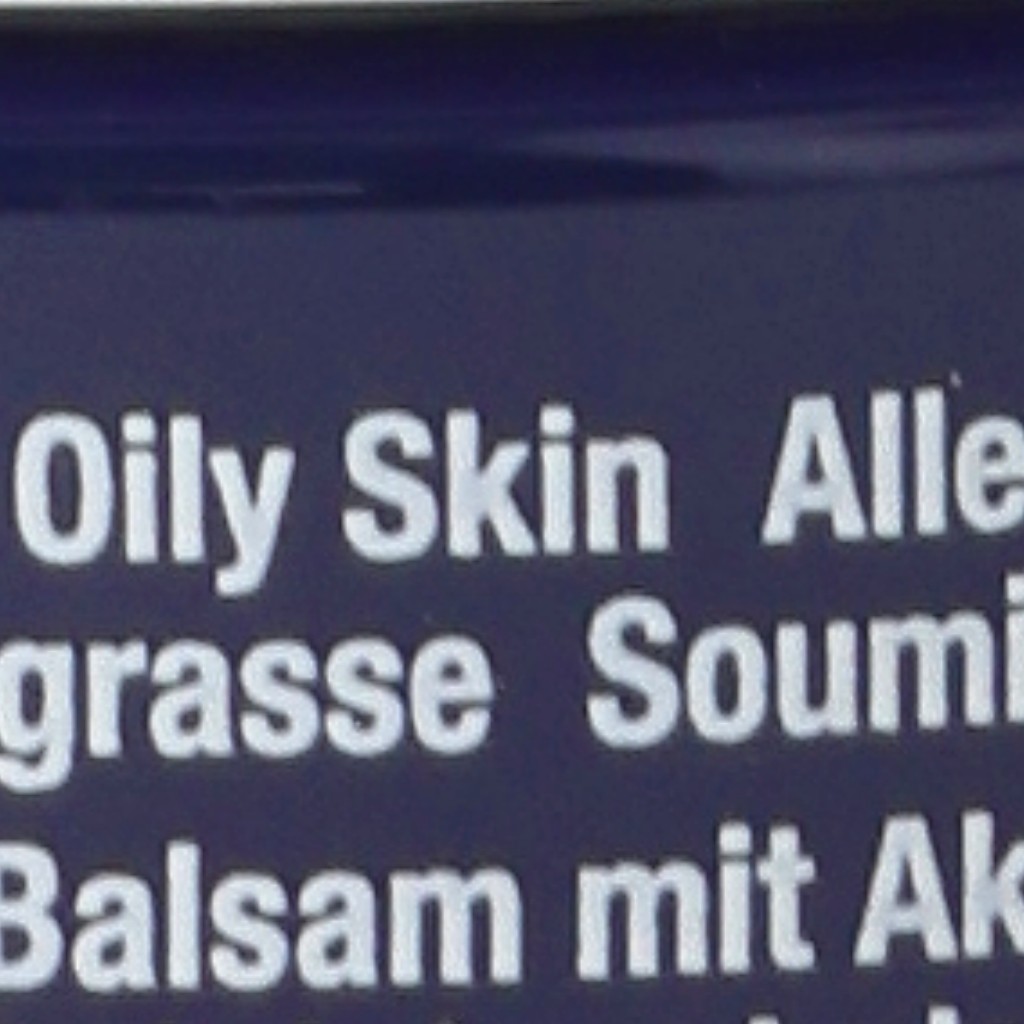 Oily Skin Alle
grasse Soumi
Balsam mit Ak